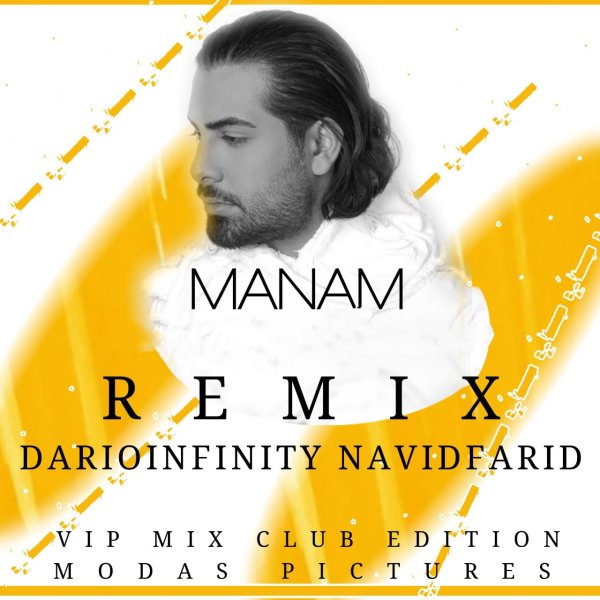 MANAM
REMIX
DARIOINFINITY NAVIDFARID
VIP MIX CLUB EDITION
MODAS PICTURES